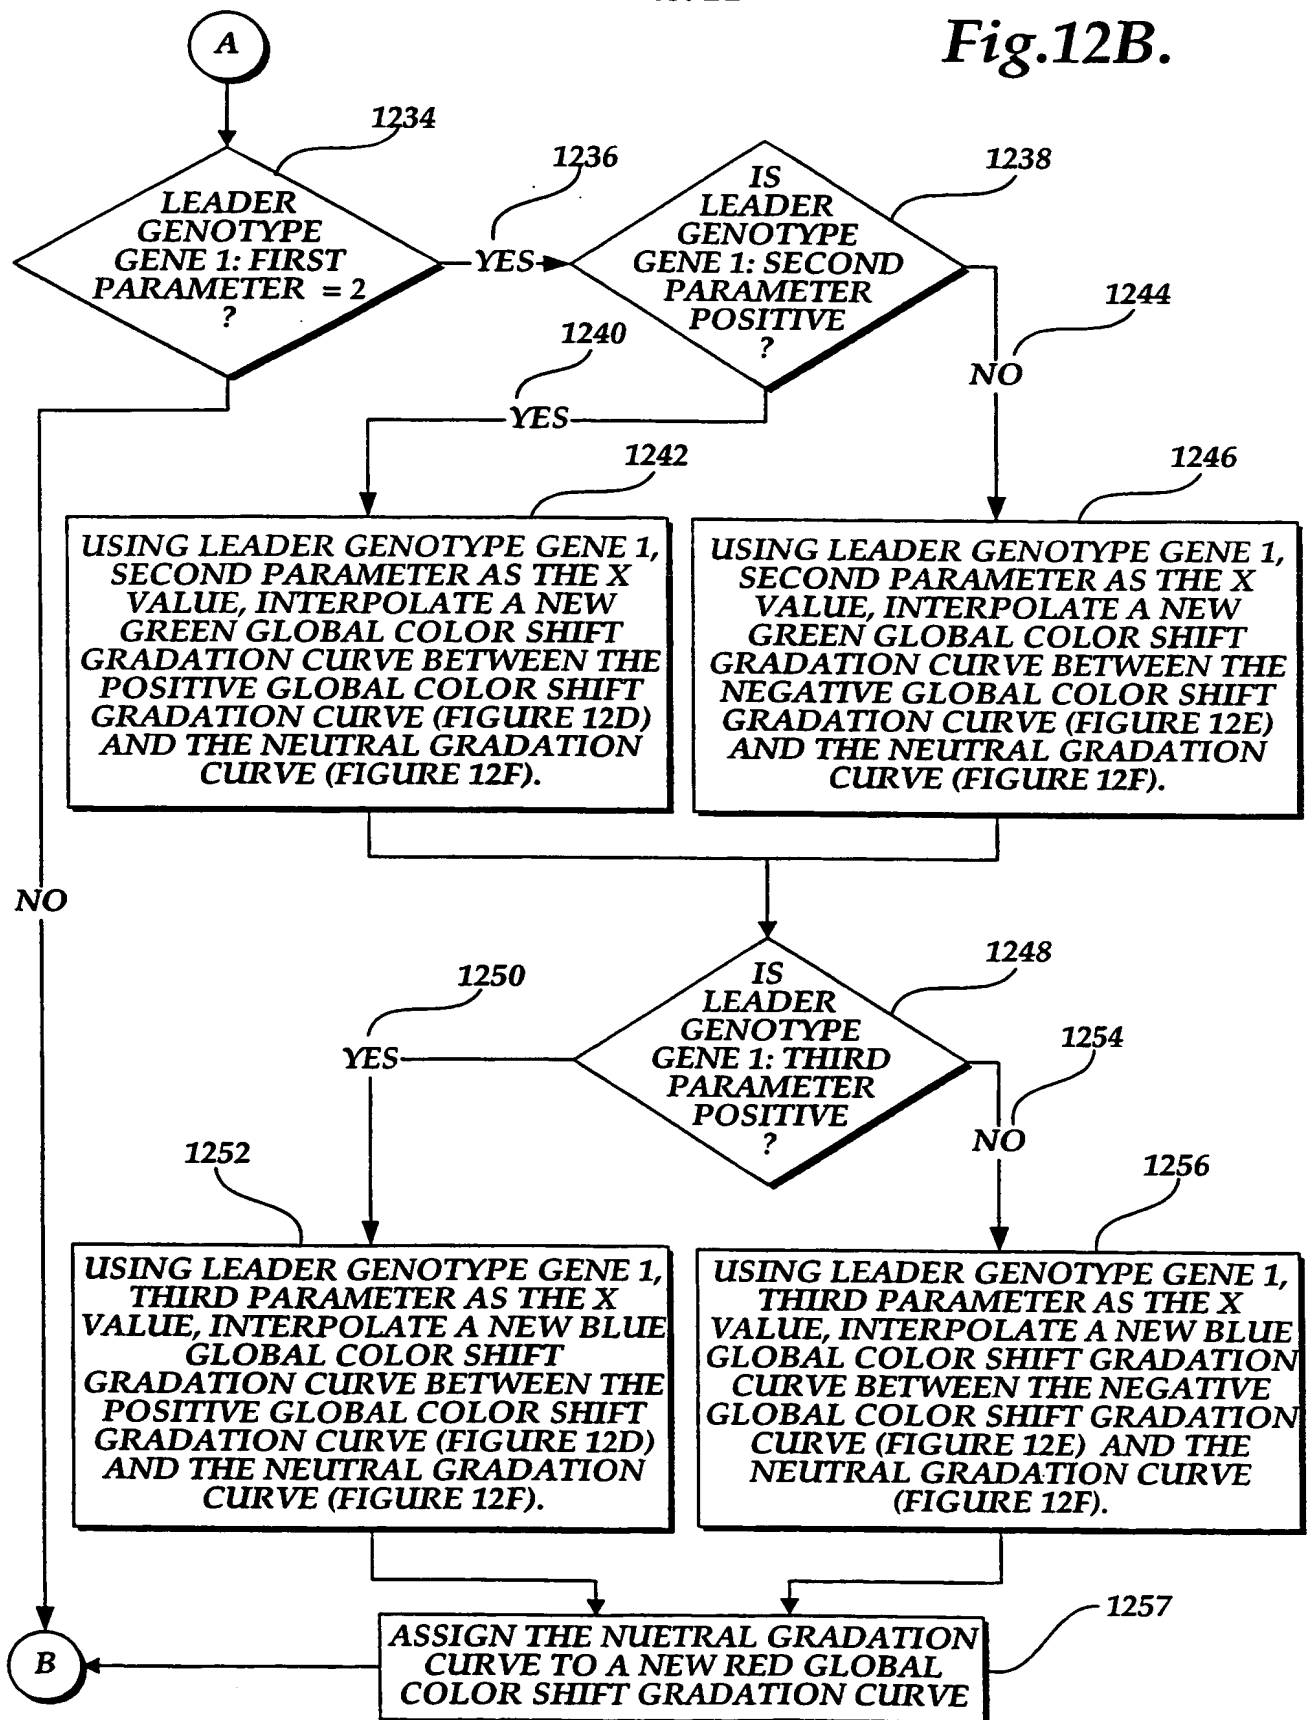 Fig.12B.
A
1234
LEADER
GENOTYPE
GENE 1: FIRST
PARAMETER = 2
?
1236
YES
IS
LEADER
GENOTYPE
GENE 1: SECOND
PARAMETER
POSITIVE
?
1238
1240
YES
1244
NO
1242
USING LEADER GENOTYPE GENE 1,
SECOND PARAMETER AS THE X
VALUE, INTERPOLATE A NEW
GREEN GLOBAL COLOR SHIFT
GRADATION CURVE BETWEEN THE
POSITIVE GLOBAL COLOR SHIFT
GRADATION CURVE (FIGURE 12D)
AND THE NEUTRAL GRADATION
CURVE (FIGURE 12F).
1246
USING LEADER GENOTYPE GENE 1,
SECOND PARAMETER AS THE X
VALUE, INTERPOLATE A NEW
GREEN GLOBAL COLOR SHIFT
GRADATION CURVE BETWEEN THE
NEGATIVE GLOBAL COLOR SHIFT
GRADATION CURVE (FIGURE 12E)
AND THE NEUTRAL GRADATION
CURVE (FIGURE 12F).
NO
1248
IS
LEADER
GENOTYPE
GENE 1: THIRD
PARAMETER
POSITIVE
?
1250
YES
1254
NO
1252
USING LEADER GENOTYPE GENE 1,
THIRD PARAMETER AS THE X
VALUE, INTERPOLATE A NEW BLUE
GLOBAL COLOR SHIFT
GRADATION CURVE BETWEEN THE
POSITIVE GLOBAL COLOR SHIFT
GRADATION CURVE (FIGURE 12D)
AND THE NEUTRAL GRADATION
CURVE (FIGURE 12F).
1256
USING LEADER GENOTYPE GENE 1,
THIRD PARAMETER AS THE X
VALUE, INTERPOLATE A NEW BLUE
GLOBAL COLOR SHIFT GRADATION
CURVE BETWEEN THE NEGATIVE
GLOBAL COLOR SHIFT GRADATION
CURVE (FIGURE 12E) AND THE
NEUTRAL GRADATION CURVE
(FIGURE 12F).
1257
ASSIGN THE NUETRAL GRADATION
CURVE TO A NEW RED GLOBAL
COLOR SHIFT GRADATION CURVE
B